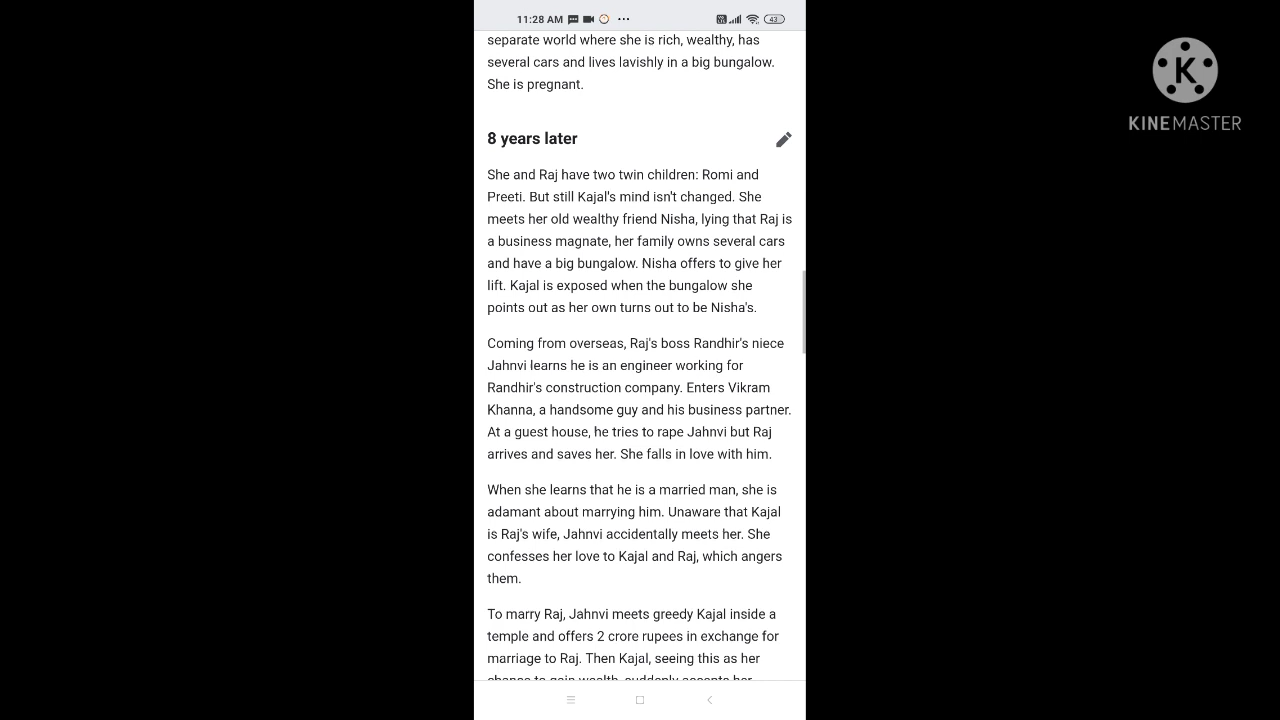 11:28 AM
43
separate world where she is rich, wealthy, has
several cars and lives lavishly in a big bungalow.
She is pregnant.
8 years later
She and Raj have two twin children: Romi and
Preeti. But still Kajal's mind isn't changed. She
meets her old wealthy friend Nisha, lying that Raj is
a business magnate, her family owns several cars
and have a big bungalow. Nisha offers to give her
lift. Kajal is exposed when the bungalow she
points out as her own turns out to be Nisha's.
Coming from overseas, Raj's boss Randhir's niece
Jahnvi learns he is an engineer working for
Randhir's construction company. Enters Vikram
Khanna, a handsome guy and his business partner.
At a guest house, he tries to rape Jahnvi but Raj
arrives and saves her. She falls in love with him.
When she learns that he is a married man, she is
adamant about marrying him. Unaware that Kajal
is Raj's wife, Jahnvi accidentally meets her. She
confesses her love to Kajal and Raj, which angers
them.
To marry Raj, Jahnvi meets greedy Kajal inside a
temple and offers 2 crore rupees in exchange for
marriage to Raj. Then Kajal, seeing this as her
chance to gain wealth, suddenly accepts her
K
KINEMASTER